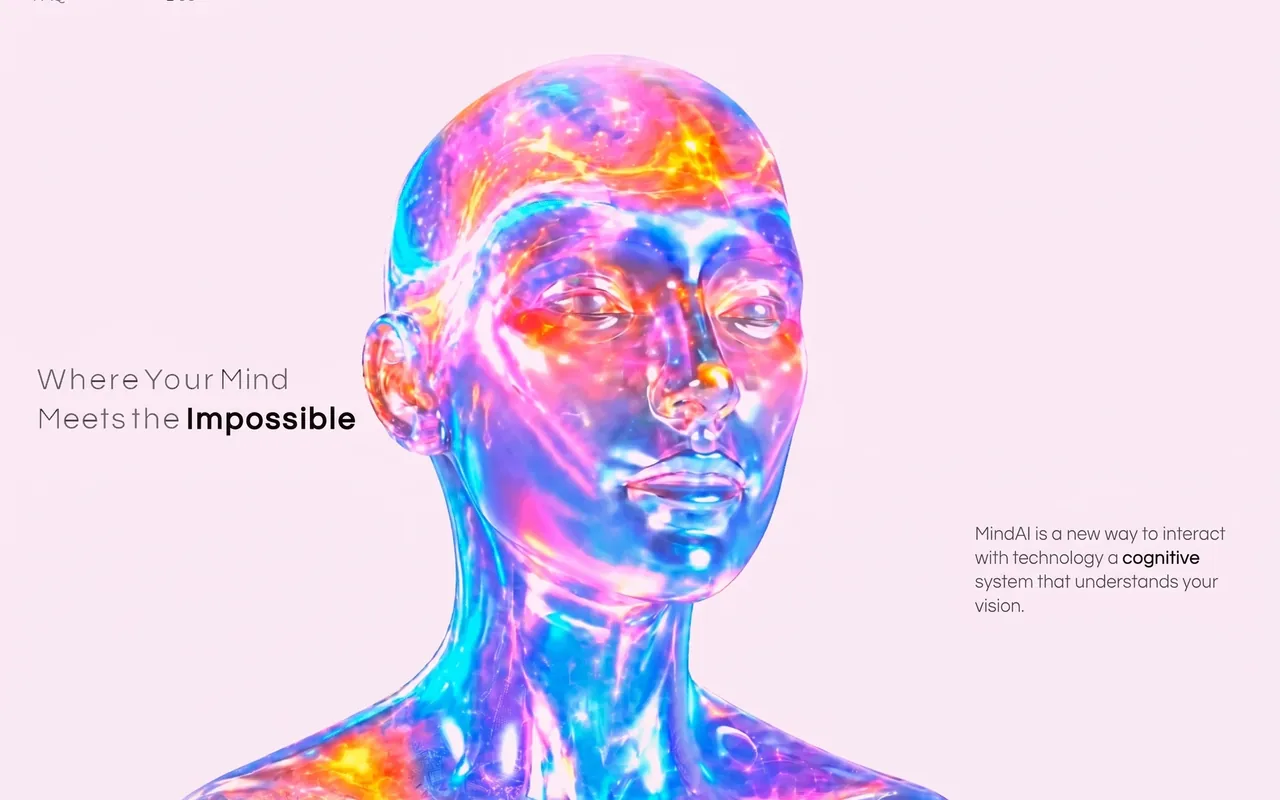 Where Your Mind
Meets the Impossible
MindAI is a new way to interact
with technology a cognitive
system that understands your
vision.